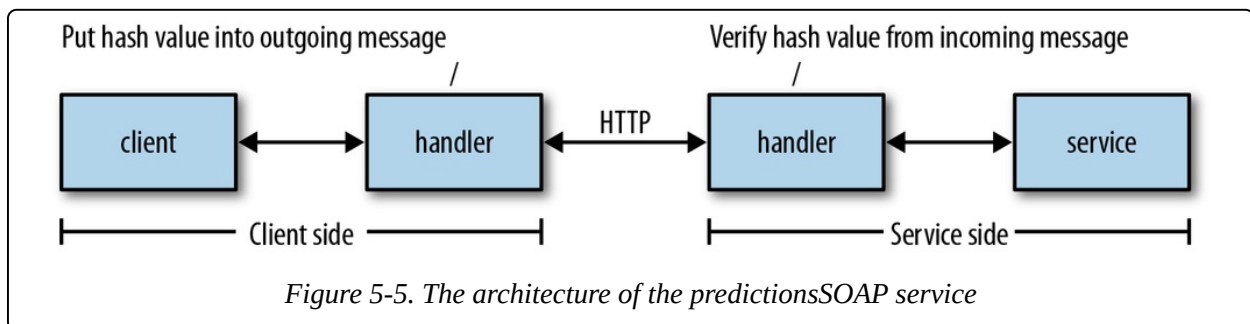 Put hash value into outgoing message
Verify hash value from incoming message
client
handler
HTTP
handler
service
Client side
Service side
Figure 5-5. The architecture of the predictionsSOAP service